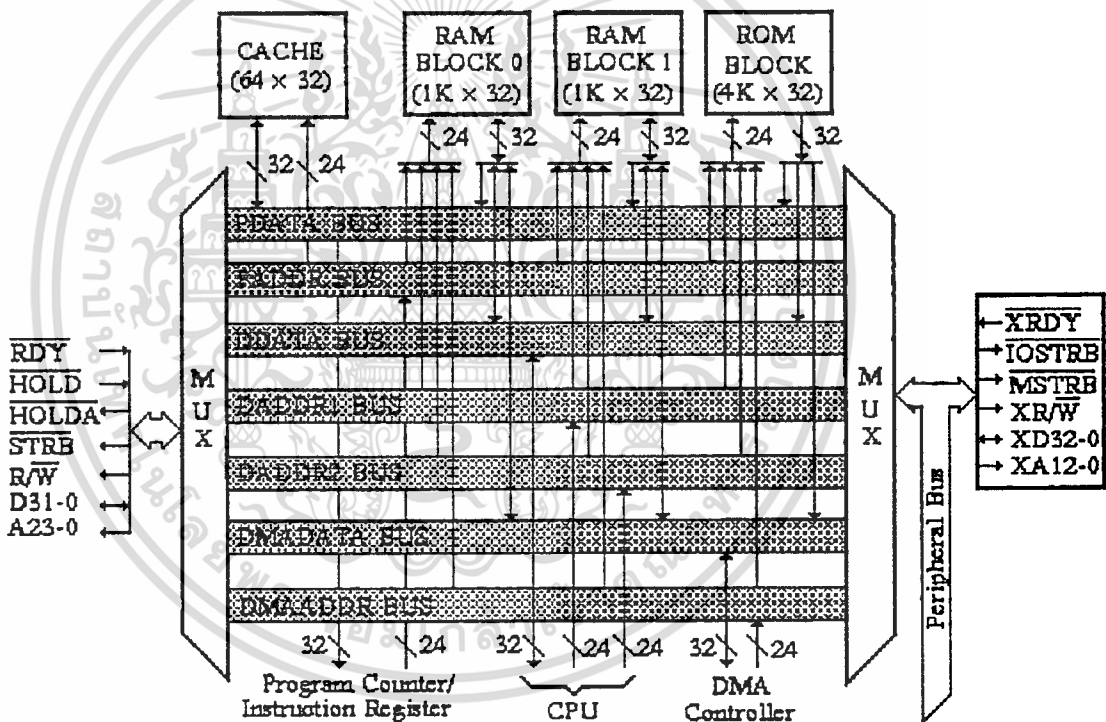 CACHE
(64 × 32)
RAM
BLOCK 0
(1K × 32)
RAM
BLOCK 1
(1K × 32)
ROM
BLOCK
(4K × 32)
32
24
24
32
24
32
24
32
PDATA BUS
PADDR BUS
DDATA BUS
DADDR1 BUS
DADDR2 BUS
DMADATA BUS
DMAADDR BUS
MUX
MUX
RDY
HOLD
HOLDA
STRB
R/W
D31-0
A23-0
XRDY
IOSTRB
MSTRB
XR/W
XD32-0
XA12-0
Peripheral Bus
32
24
32
24
24
32
24
Program Counter/
Instruction Register
CPU
DMA
Controller